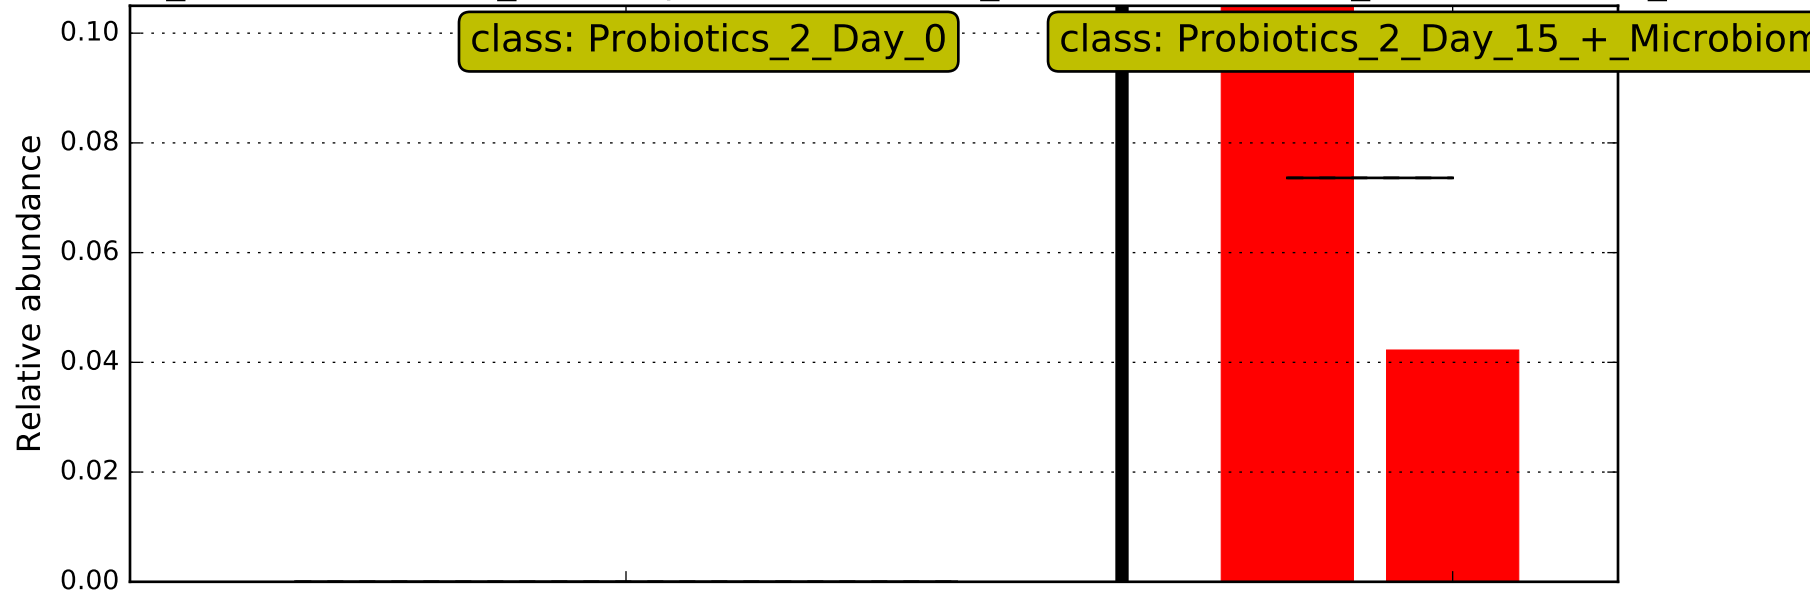 0.10
class: Probiotics_2_Day_0
class: Probiotics_2_Day_15_+_Microbiom
0.08
0.06
0.04
0.02
0.00
Relative abundance